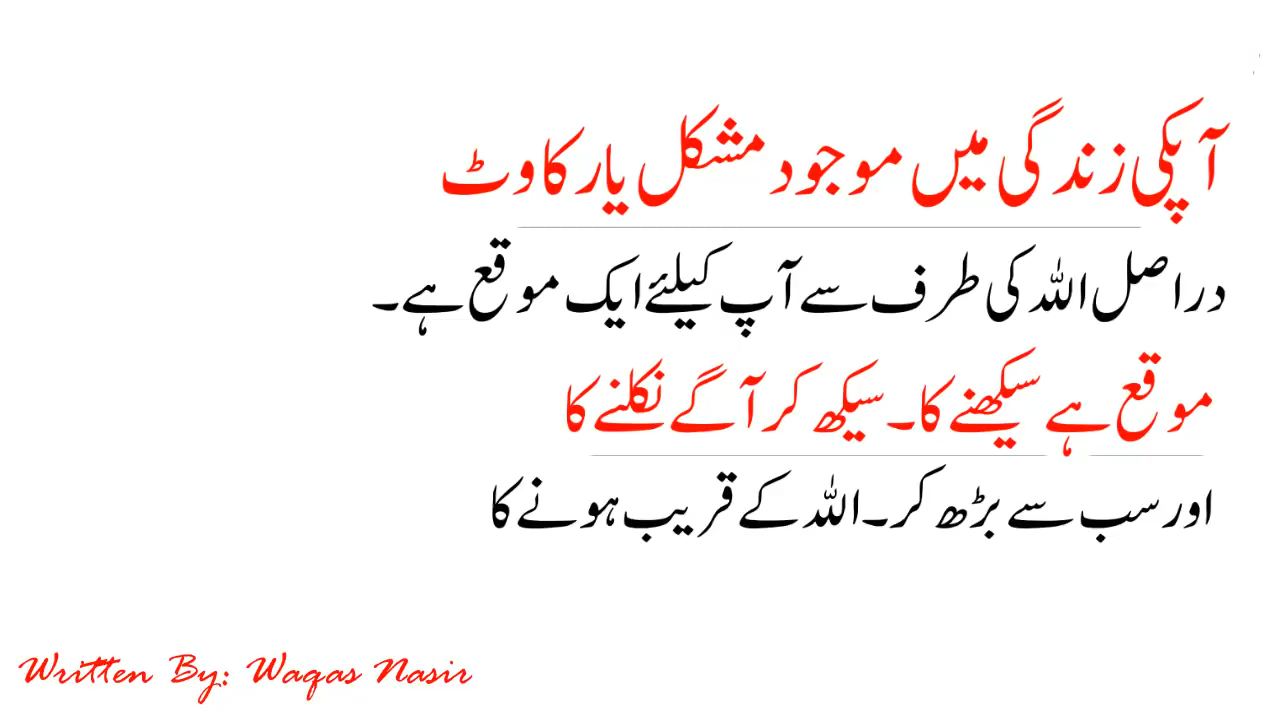 آپکی زندگی میں موجود مشکل یا رکاوٹ
دراصل اللہ کی طرف سے آپ کیلئے ایک موقع ہے۔
موقع ہے سیکھنے کا۔ سیکھ کر آگے نکلنے کا
اور سب سے بڑھ کر۔ اللہ کے قریب ہونے کا
Written By: Waqas Nasir